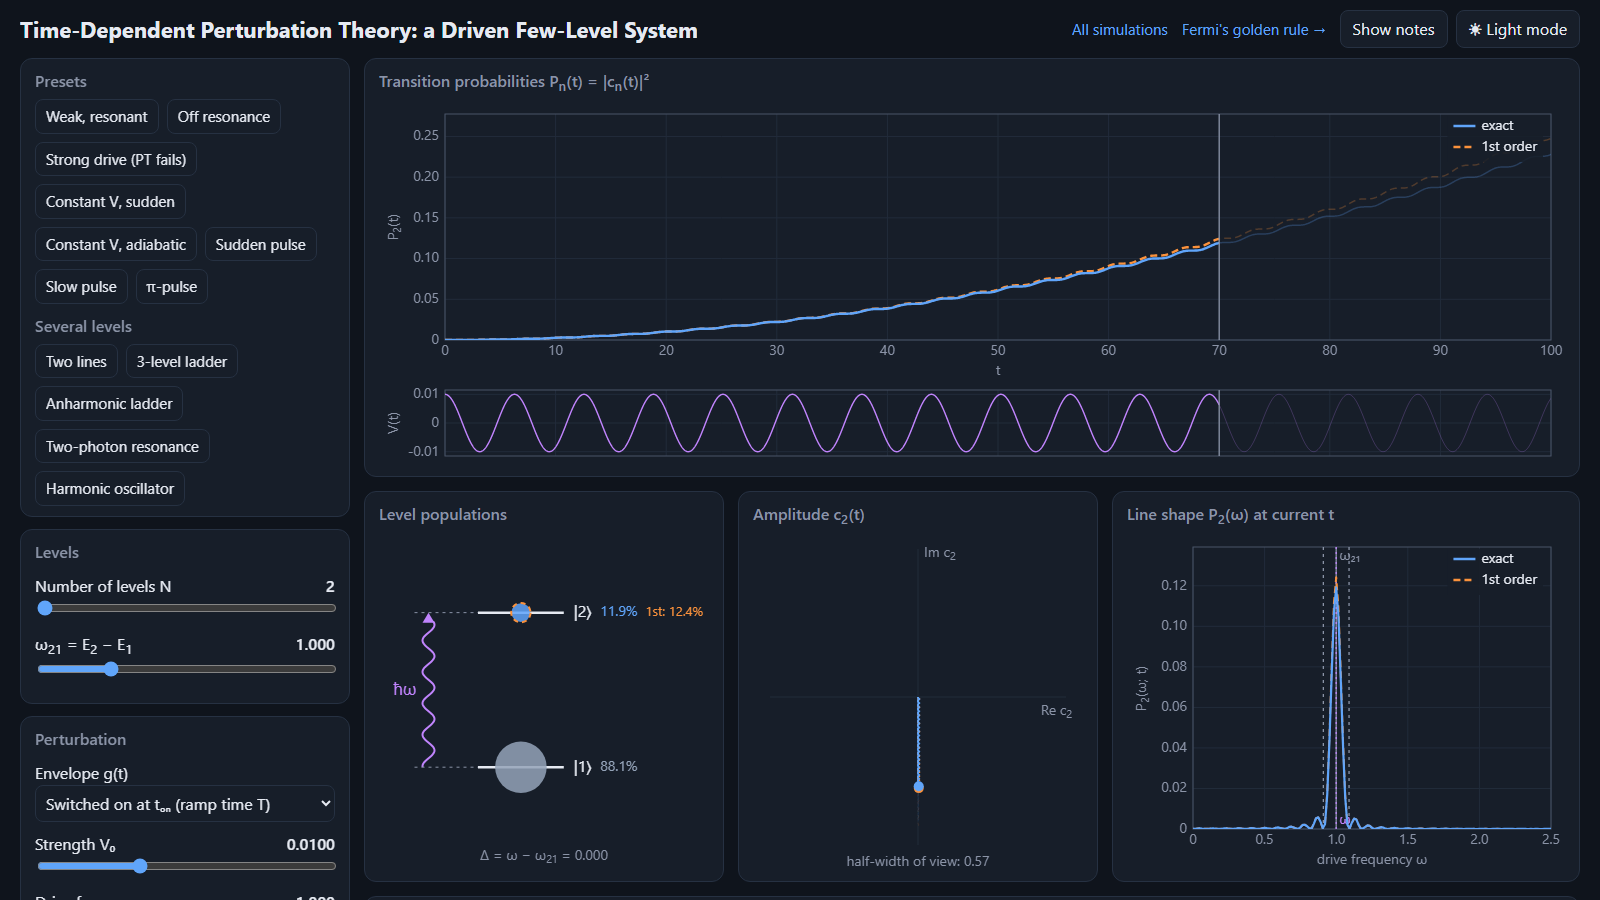 Time-Dependent Perturbation Theory: a Driven Few-Level System
All simulations
Fermi's golden rule →
Show notes
☀ Light mode
Presets
Weak, resonant
Off resonance
Strong drive (PT fails)
Constant V, sudden
Constant V, adiabatic
Sudden pulse
Slow pulse
π-pulse
Several levels
Two lines
3-level ladder
Anharmonic ladder
Two-photon resonance
Harmonic oscillator
Levels
Number of levels N 2
ω₂₁ = E₂ − E₁ 1.000
Perturbation
Envelope g(t)
Switched on at tₒₙ (ramp time T)
Strength V₀ 0.0100
Transition probabilities Pₙ(t) = |cₙ(t)|²
exact
1st order
P₂(t)
0.25
0.20
0.15
0.10
0.05
0
0 10 20 30 40 50 60 70 80 90 100
t
V(t)
0.01
0
-0.01
Level populations
|2⟩ 11.9% 1st: 12.4%
ħω
|1⟩ 88.1%
Δ = ω − ω₂₁ = 0.000
Amplitude c₂(t)
Im c₂
Re c₂
half-width of view: 0.57
Line shape P₂(ω) at current t
exact
1st order
ω₂₁
P₂(ω; t)
0.12
0.10
0.08
0.06
0.04
0.02
0
ω
0 0.5 1.0 1.5 2.0 2.5
drive frequency ω